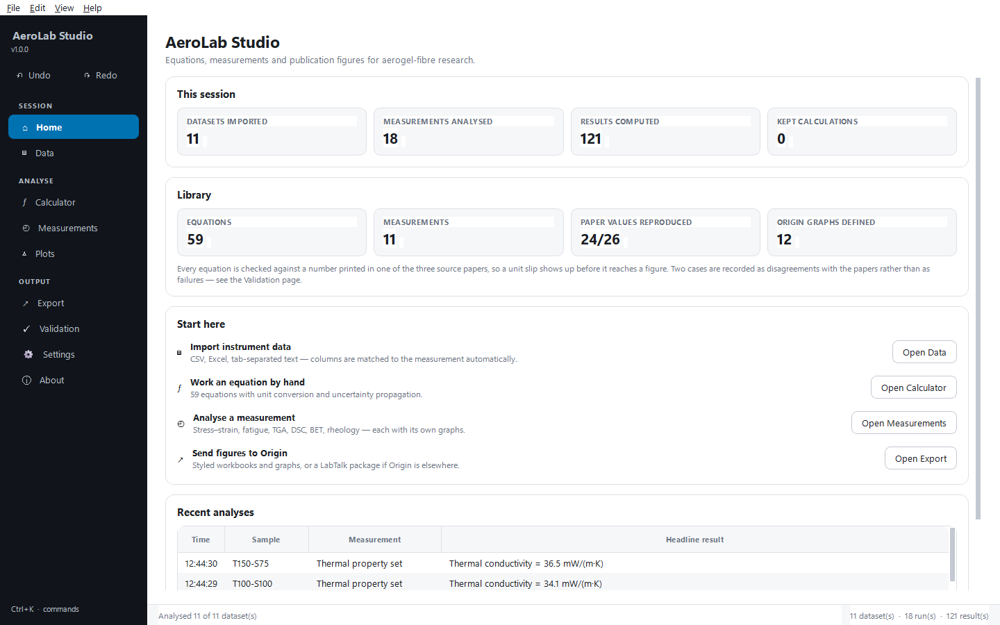 File Edit View Help
AeroLab Studio
v1.0.0
Undo Redo
SESSION
Home
Data
ANALYSE
Calculator
Measurements
Plots
OUTPUT
Export
Validation
Settings
About
Ctrl+K · commands
AeroLab Studio
Equations, measurements and publication figures for aerogel-fibre research.
This session
DATASETS IMPORTED
11
MEASUREMENTS ANALYSED
18
RESULTS COMPUTED
121
KEPT CALCULATIONS
0
Library
EQUATIONS
59
MEASUREMENTS
11
PAPER VALUES REPRODUCED
24/26
ORIGIN GRAPHS DEFINED
12
Every equation is checked against a number printed in one of the three source papers, so a unit slip shows up before it reaches a figure. Two cases are recorded as disagreements with the papers rather than as
failures — see the Validation page.
Start here
Import instrument data
CSV, Excel, tab-separated text — columns are matched to the measurement automatically.
Open Data
Work an equation by hand
59 equations with unit conversion and uncertainty propagation.
Open Calculator
Analyse a measurement
Stress–strain, fatigue, TGA, DSC, BET, rheology — each with its own graphs.
Open Measurements
Send figures to Origin
Styled workbooks and graphs, or a LabTalk package if Origin is elsewhere.
Open Export
Recent analyses
Time Sample Measurement Headline result
12:44:30 T150-S75 Thermal property set Thermal conductivity = 36.5 mW/(m·K)
12:44:29 T100-S100 Thermal property set Thermal conductivity = 34.1 mW/(m·K)
Analysed 11 of 11 dataset(s)
11 dataset(s) · 18 run(s) · 121 result(s)